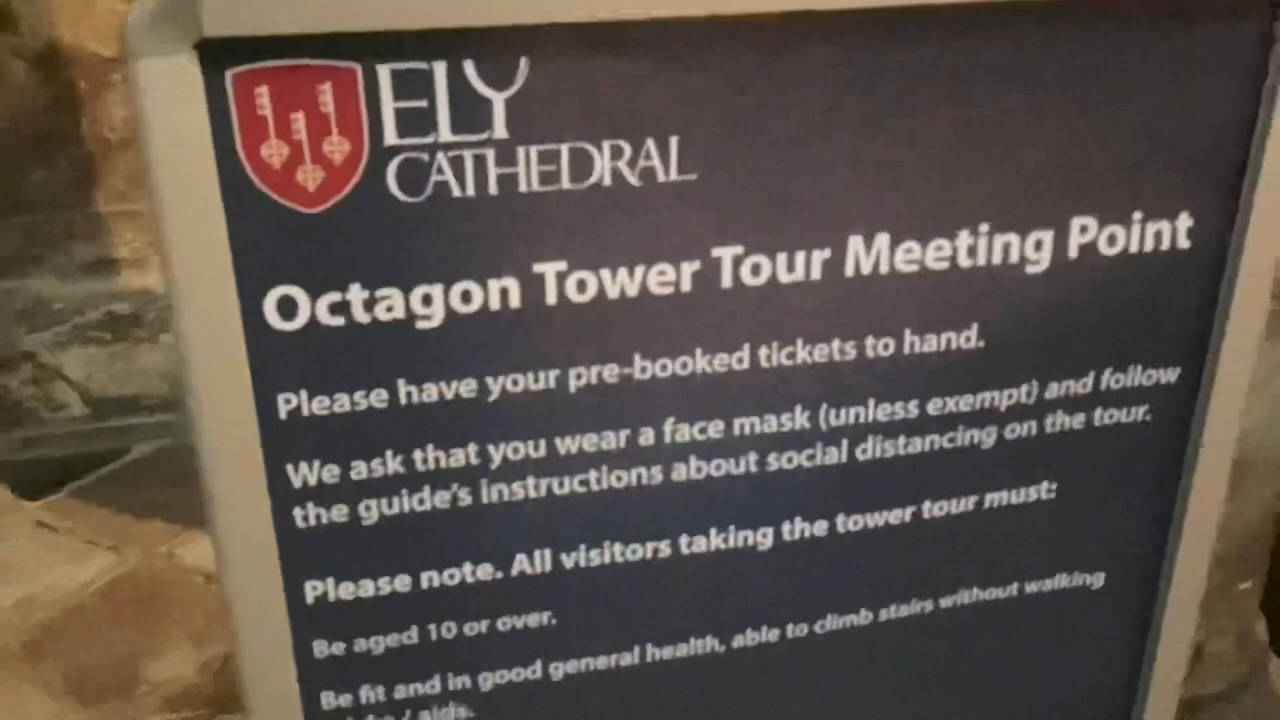 ELY
CATHEDRAL
Octagon Tower Tour Meeting Point
Please have your pre-booked tickets to hand.
We ask that you wear a face mask (unless exempt) and follow
the guide's instructions about social distancing on the tour.
Please note. All visitors taking the tower tour must:
Be aged 10 or over.
Be fit and in good general health, able to climb stairs without walking
/ aids.